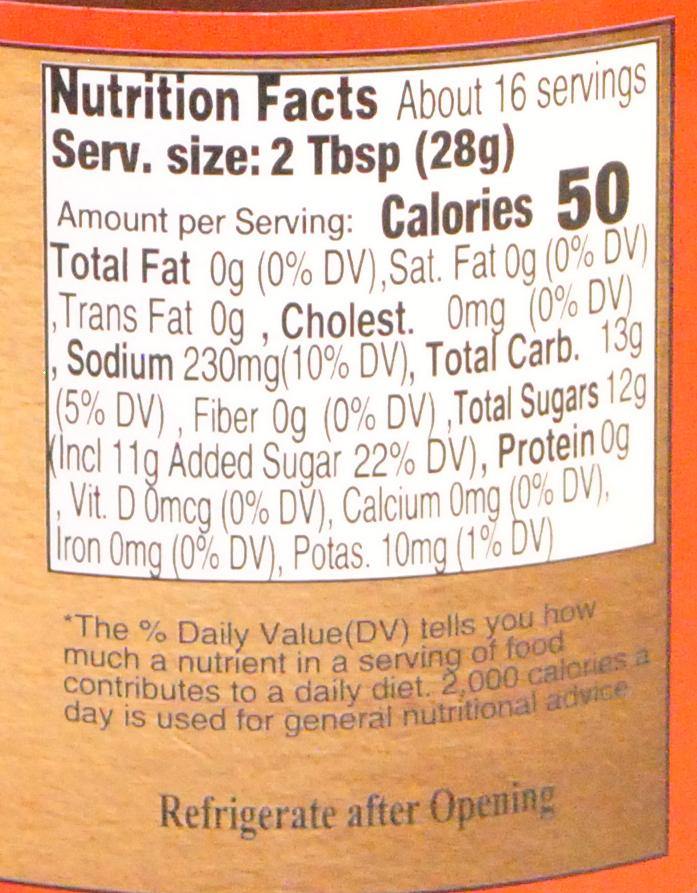 Nutrition Facts About 16 servings
Serv. size: 2 Tbsp (28g)
Amount per Serving: Calories 50
Total Fat 0g (0% DV),Sat. Fat 0g (0% DV)
,Trans Fat 0g , Cholest. 0mg (0% DV)
, Sodium 230mg(10% DV), Total Carb. 13g
(5% DV) , Fiber 0g (0% DV) ,Total Sugars 12g
(Incl 11g Added Sugar 22% DV), Protein 0g
, Vit. D 0mcg (0% DV), Calcium 0mg (0% DV),
Iron 0mg (0% DV), Potas. 10mg (1% DV)
*The % Daily Value(DV) tells you how
much a nutrient in a serving of food
contributes to a daily diet. 2,000 calories a
day is used for general nutritional advice
Refrigerate after Opening